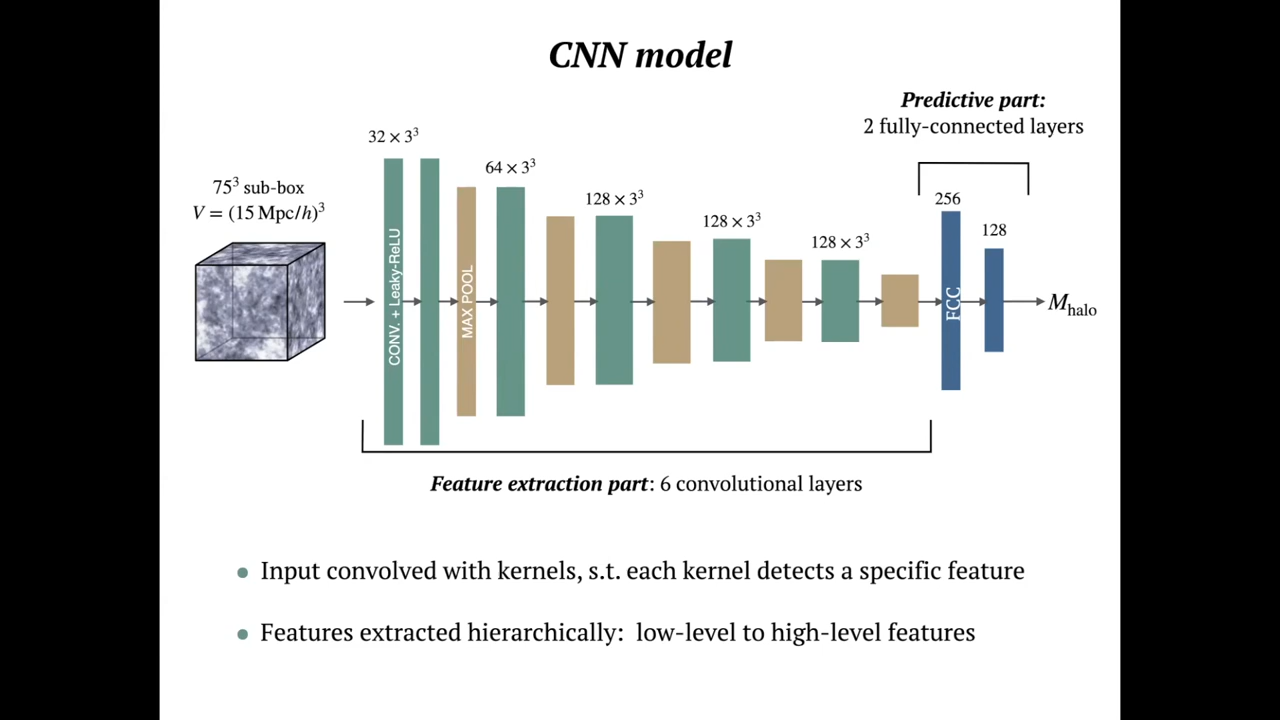 CNN model
Predictive part:
2 fully-connected layers
32 × 3³
64 × 3³
128 × 3³
128 × 3³
128 × 3³
256
128
75³ sub-box
V = (15 Mpc/h)³
CONV. + Leaky-ReLU
MAX POOL
FCC
M_halo
Feature extraction part: 6 convolutional layers
● Input convolved with kernels, s.t. each kernel detects a specific feature
● Features extracted hierarchically: low-level to high-level features